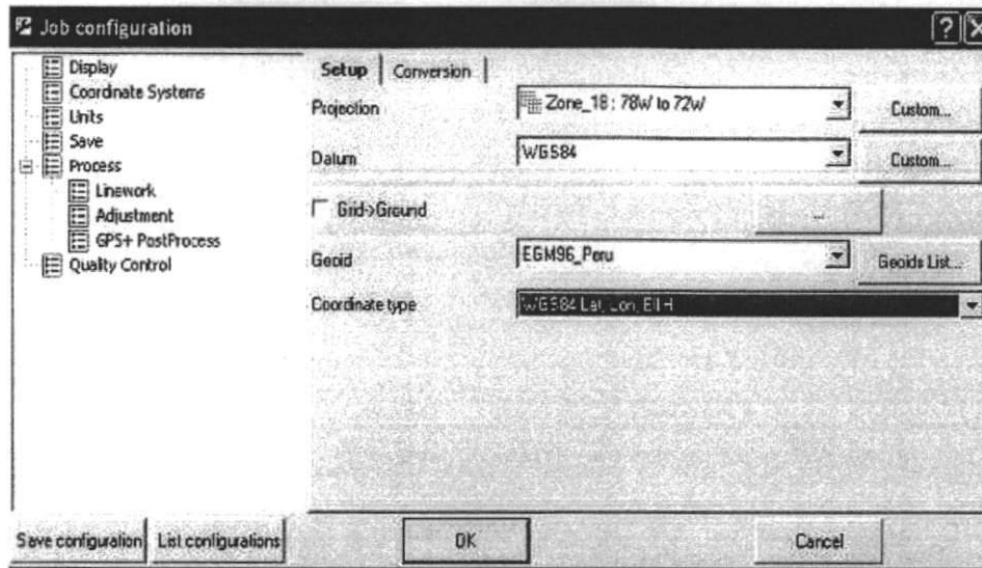 Job configuration
Display
Coordinate Systems
Units
Save
Process
Linework
Adjustment
GPS+ PostProcess
Quality Control
Setup
Conversion
Projection
Zone_18 : 78W to 72W
Custom...
Datum
WGS84
Custom...
Grid->Ground
...
Geoid
EGM96_Peru
Geoids List...
Coordinate type
WGS84 Lat, Lon, Ell H
Save configuration
List configurations
OK
Cancel